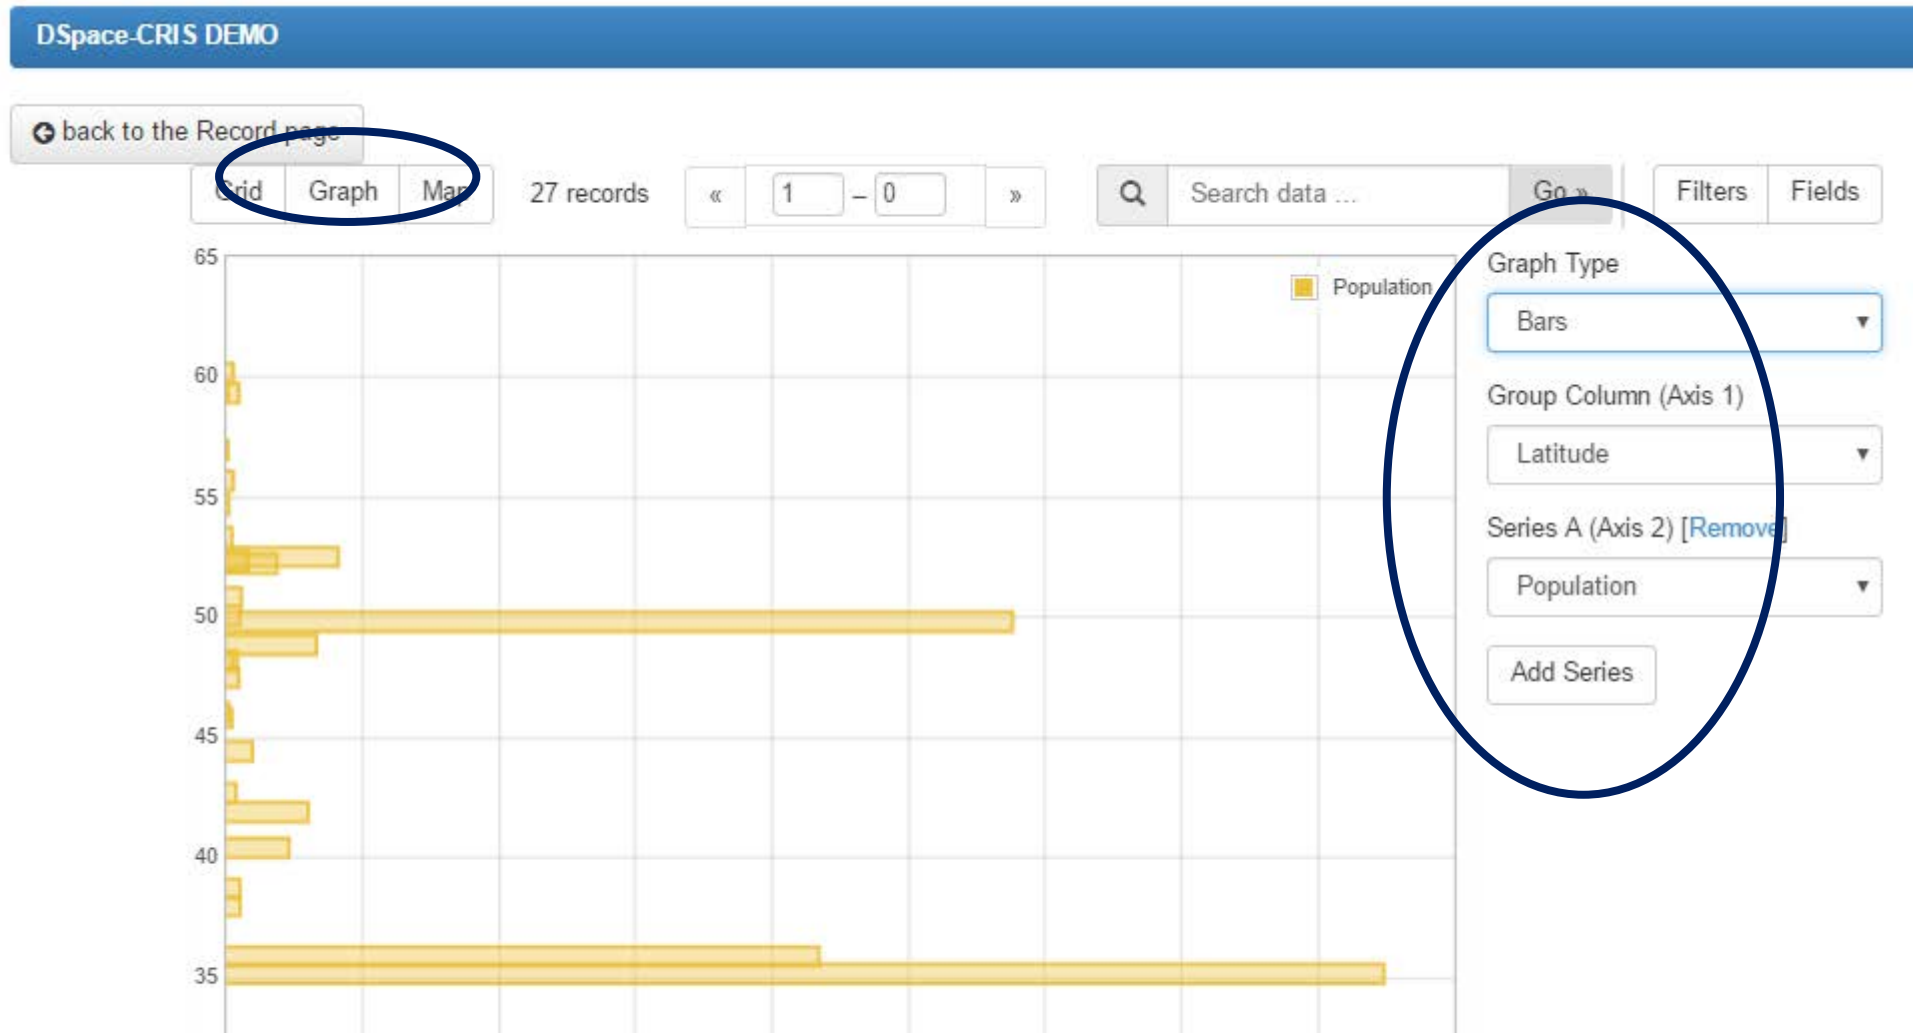 DSpace-CRIS DEMO
back to the Record page
Grid Graph Map 27 records « 1 – 0 » Search data ... Go » Filters Fields
65
Population
60
55
50
45
40
35
Graph Type
Bars
Group Column (Axis 1)
Latitude
Series A (Axis 2) [Remove]
Population
Add Series